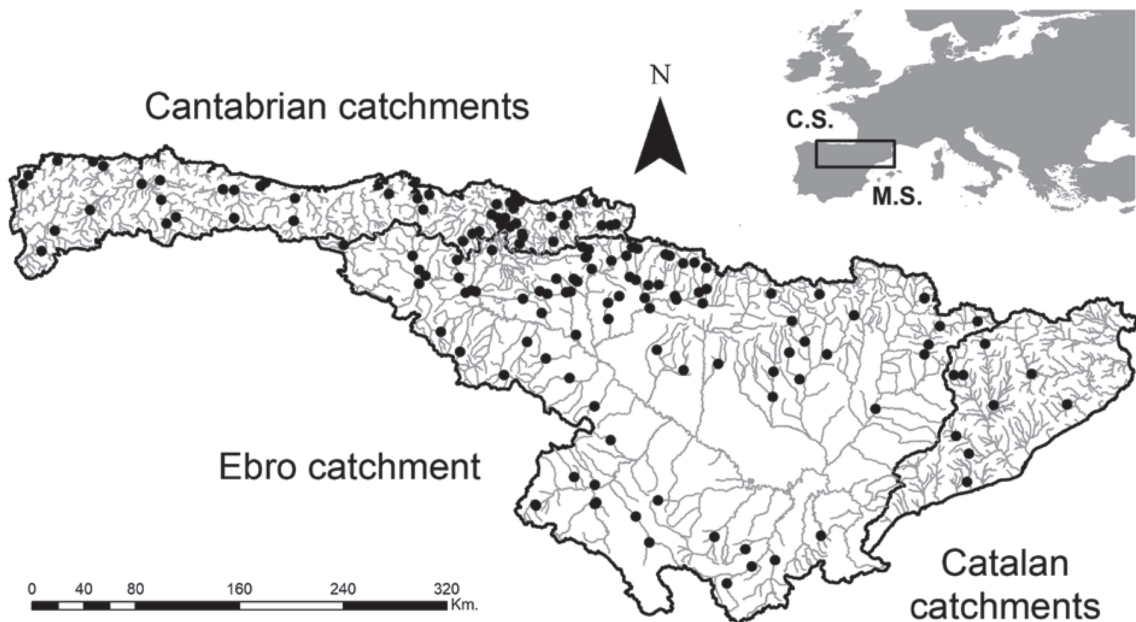 Cantabrian catchments
N
C.S.
M.S.
Ebro catchment
Catalan
catchments
0 40 80 160 240 320
Km.